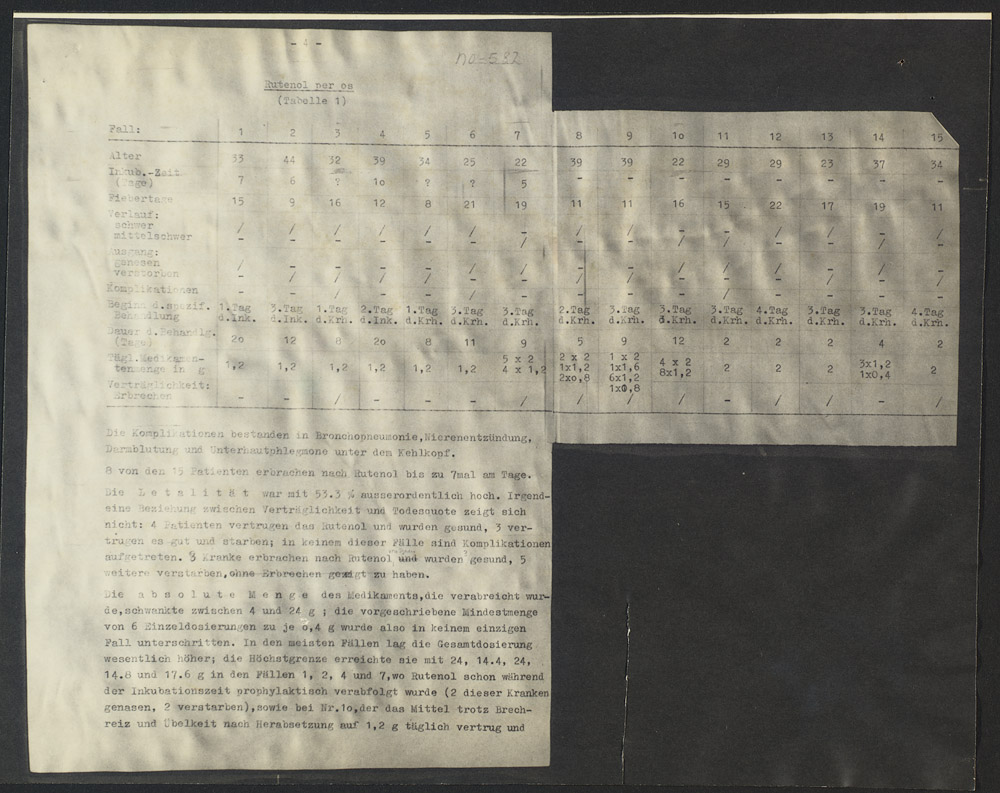 - 4 -
no-582
Rutenol per os
(Tabelle 1)
Fall: 1 2 3 4 5 6 7 8 9 1o 11 12 13 14 15
Alter 33 44 32 39 34 25 22 39 39 22 29 29 23 37 34
Inkub.-Zeit
(Tage) 7 6 ? 1o ? ? 5 - - - - - - - -
Fiebertage 15 9 16 12 8 21 19 11 11 16 15 22 17 19 11
Verlauf:
schwer
mittelschwer
Ausgang:
genesen
verstorben
Komplikationen
Beginn d.spezif. 1.Tag 3.Tag 1.Tag 2.Tag 1.Tag 3.Tag 3.Tag 2.Tag 3.Tag 3.Tag 3.Tag 4.Tag 3.Tag 3.Tag 4.Tag
Behandlung d.Ink. d.Ink. d.Krh. d.Ink. d.Krh. d.Krh. d.Krh. d.Krh. d.Krh. d.Krh. d.Krh. d.Krh. d.Krh. d.Krh. d.Krh.
Dauer d.Behandlg.
(Tage) 2o 12 8 2o 8 11 9 5 9 12 2 2 2 4 2
Tägl.Medikamen- 5 x 2 2 x 2 1 x 2 4 x 2 3x1,2
tenmenge in g 1,2 1,2 1,2 1,2 1,2 1,2 4 x 1,2 1x1,2 1x1,6 8x1,2 2 2 2 1x0,4 2
2xo,8 6x1,2
1x0,8
Verträglichkeit:
Erbrechen - - / - - - / / / / - / / - /
Die Komplikationen bestanden in Bronchopneumonie,Nierenentzündung,
Darmblutung und Unterhautphlegmone unter dem Kehlkopf.
8 von den 15 Patienten erbrachen nach Rutenol bis zu 7mal am Tage.
Die L e t a l i t ä t war mit 53.3 % ausserordentlich hoch. Irgend-
eine Beziehung zwischen Verträglichkeit und Todesquote zeigt sich
nicht: 4 Patienten vertrugen das Rutenol und wurden gesund, 3 ver-
trugen es gut und starben; in keinem dieser Fälle sind Komplikationen
aufgetreten. 3 Kranke erbrachen nach Rutenol und wurden gesund, 5
weitere verstarben,ohne Erbrechen gezeigt zu haben.
Die a b s o l u t e M e n g e des Medikaments,die verabreicht wur-
de,schwankte zwischen 4 und 24 g ; die vorgeschriebene Mindestmenge
von 6 Einzeldosierungen zu je o,4 g wurde also in keinem einzigen
Fall unterschritten. In den meisten Fällen lag die Gesamtdosierung
wesentlich höher; die Höchstgrenze erreichte sie mit 24, 14.4, 24,
14.8 und 17.6 g in den Fällen 1, 2, 4 und 7,wo Rutenol schon während
der Inkubationszeit prophylaktisch verabfolgt wurde (2 dieser Kranken
genasen, 2 verstarben),sowie bei Nr.1o,der das Mittel trotz Brech-
reiz und Übelkeit nach Herabsetzung auf 1,2 g täglich vertrug und